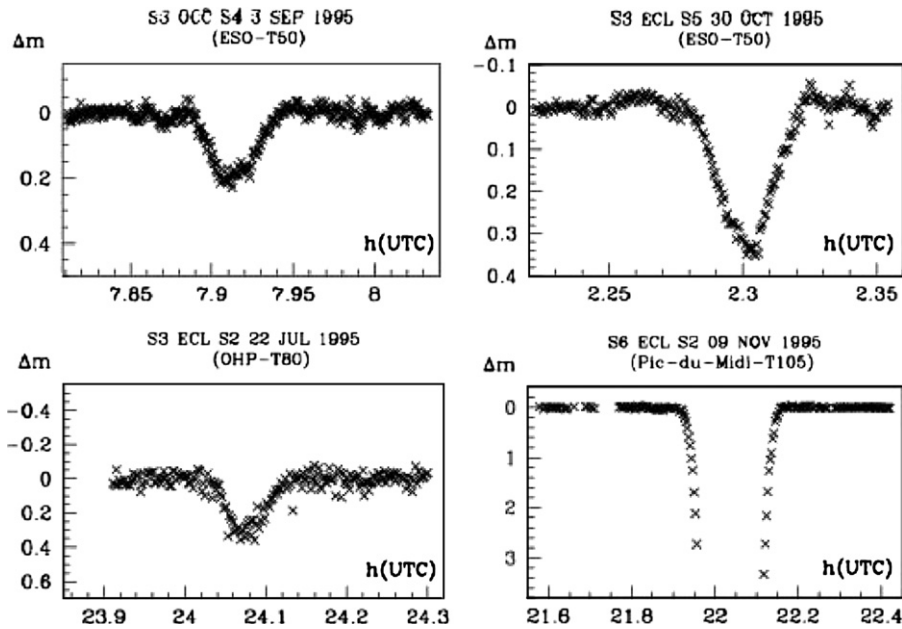 S3 OCC S4 3 SEP 1995
(ESO-T50)
Δm
0
0.2
0.4
h(UTC)
7.85
7.9
7.95
8
S3 ECL S5 30 OCT 1995
(ESO-T50)
Δm
-0.1
0
0.1
0.2
0.3
0.4
h(UTC)
2.25
2.3
2.35
S3 ECL S2 22 JUL 1995
(OHP-T80)
Δm
-0.4
-0.2
0
0.2
0.4
0.6
h(UTC)
23.9
24
24.1
24.2
24.3
S6 ECL S2 09 NOV 1995
(Pic-du-Midi-T105)
Δm
0
1
2
3
h(UTC)
21.6
21.8
22
22.2
22.4